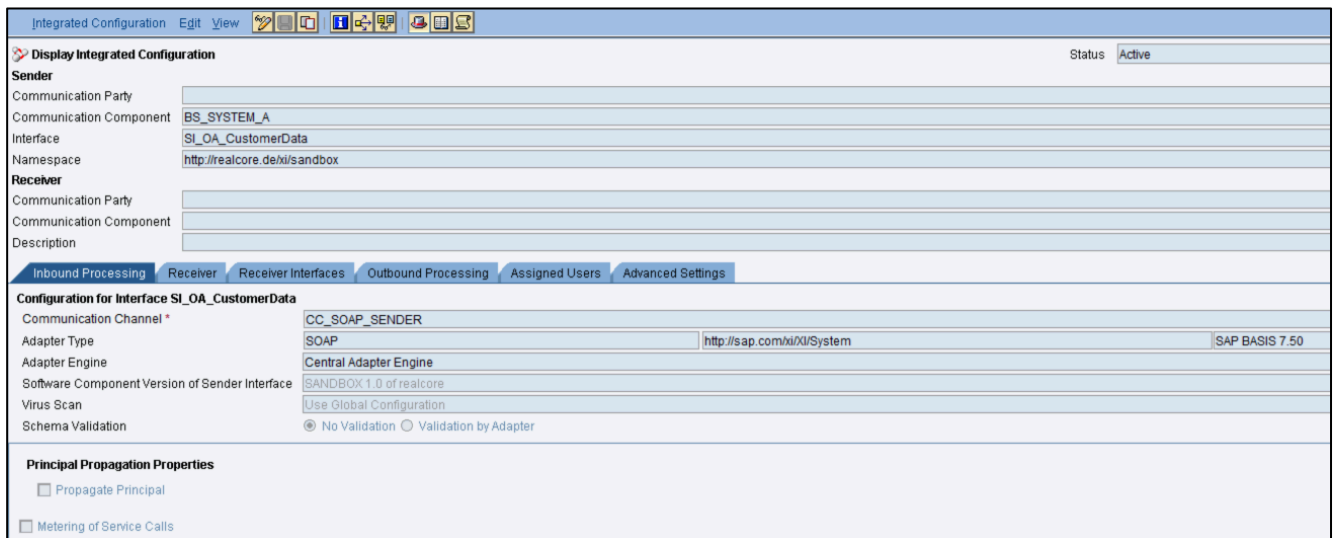 Integrated Configuration Edit View
Display Integrated Configuration Status Active
Sender
Communication Party
Communication Component BS_SYSTEM_A
Interface SI_OA_CustomerData
Namespace http://realcore.de/xi/sandbox
Receiver
Communication Party
Communication Component
Description
Inbound Processing Receiver Receiver Interfaces Outbound Processing Assigned Users Advanced Settings
Configuration for Interface SI_OA_CustomerData
Communication Channel * CC_SOAP_SENDER
Adapter Type SOAP http://sap.com/xi/XI/System SAP BASIS 7.50
Adapter Engine Central Adapter Engine
Software Component Version of Sender Interface SANDBOX 1.0 of realcore
Virus Scan Use Global Configuration
Schema Validation No Validation Validation by Adapter
Principal Propagation Properties
Propagate Principal
Metering of Service Calls